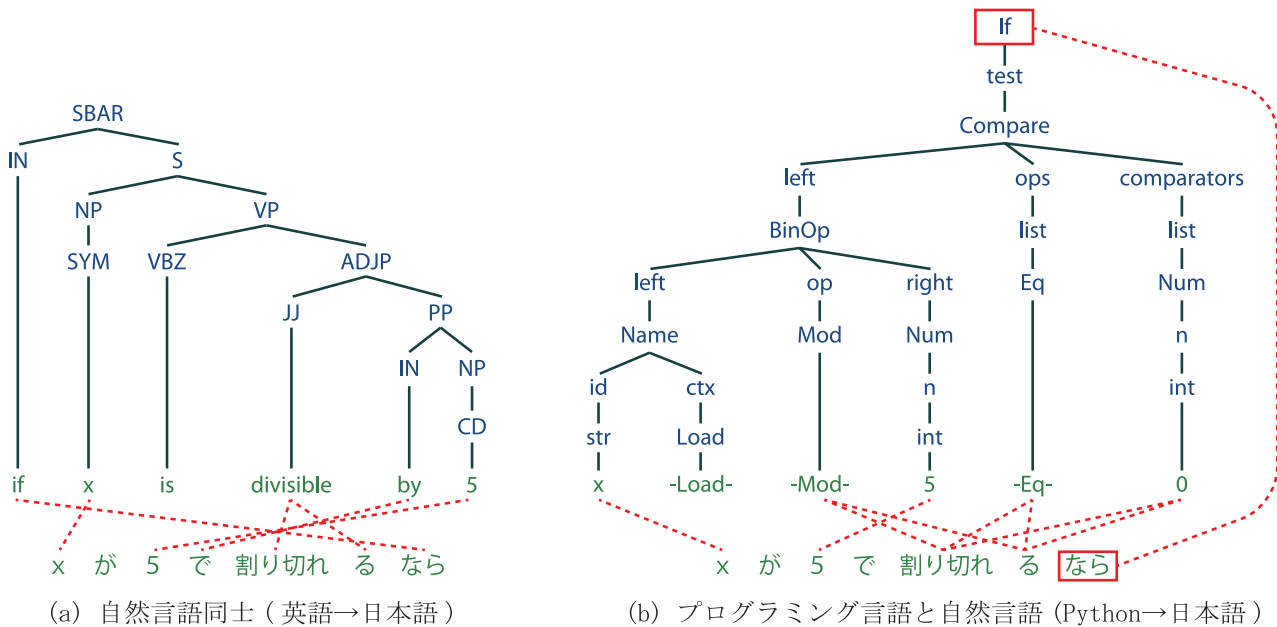 SBAR
IN S
NP VP
SYM VBZ ADJP
JJ PP
IN NP
CD
if x is divisible by 5
x が 5 で 割り切れ る なら
(a) 自然言語同士 ( 英語→日本語 )
If
test
Compare
left ops comparators
BinOp list list
left op right Eq Num
Name Mod Num n
id ctx n int
str Load int
x -Load- -Mod- 5 -Eq- 0
x が 5 で 割り切れ る なら
(b) プログラミング言語と自然言語 (Python→日本語 )